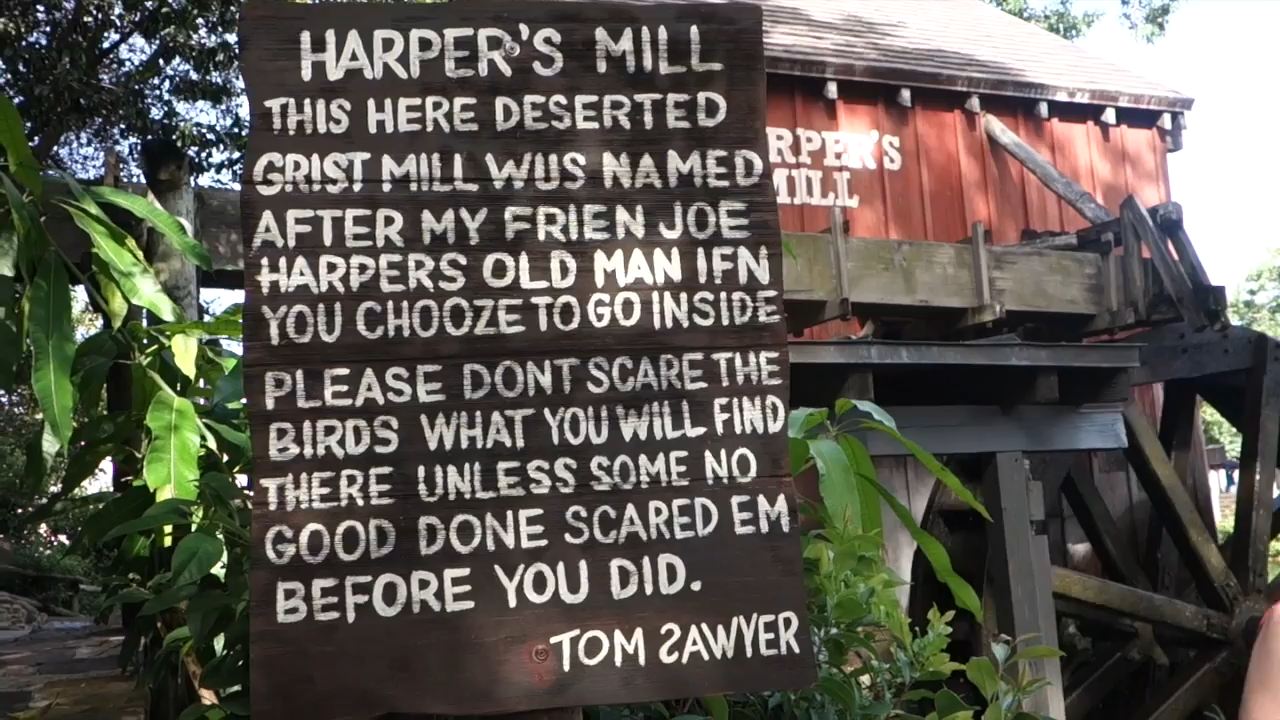 HARPER'S MILL
THIS HERE DESERTED
GRIST MILL WUS NAMED
AFTER MY FRIEN JOE
HARPERS OLD MAN IFN
YOU CHOOZE TO GO INSIDE
PLEASE DONT SCARE THE
BIRDS WHAT YOU WILL FIND
THERE UNLESS SOME NO
GOOD DONE SCARED EM
BEFORE YOU DID.
TOM SAWYER
RPER'S
MILL